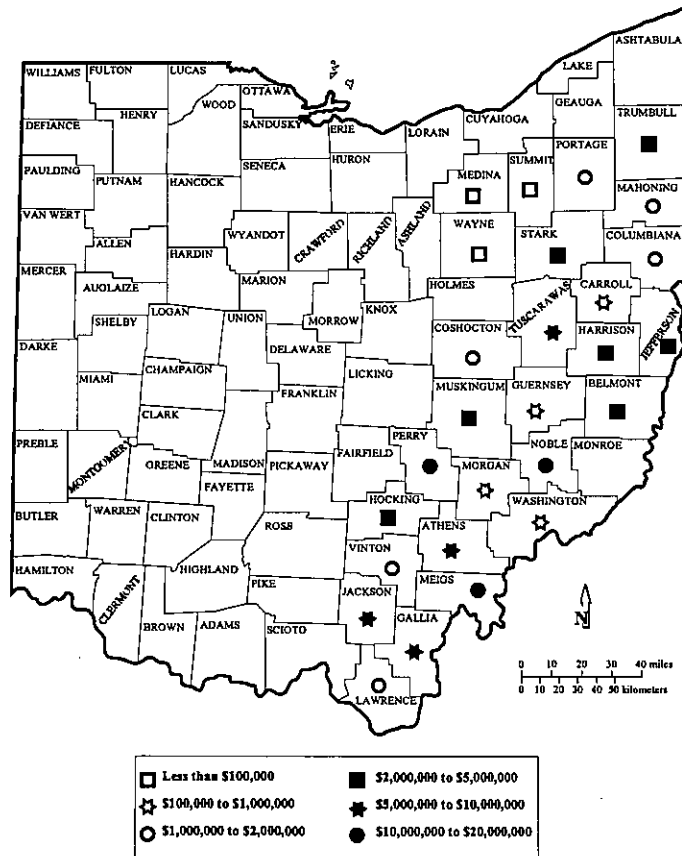 ASHTABULA
LAKE
WILLIAMS FULTON LUCAS
OTTAWA
GEAUGA
WOOD
CUYAHOGA
HENRY
SANDUSKY
ERIE
LORAIN
TRUMBULL
DEFIANCE
PORTAGE
SUMMIT
SENECA
HURON
MEDINA
PAULDING
PUTNAM
HANCOCK
MAHONING
VAN WERT
WYANDOT
CRAWFORD
RICHLAND
ASHLAND
WAYNE
STARK
COLUMBIANA
ALLEN
HARDIN
MERCER
MARION
HOLMES
CARROLL
AUGLAIZE
TUSCARAWAS
LOGAN
UNION
MORROW
KNOX
SHELBY
COSHOCTON
HARRISON
JEFFERSON
DARKE
DELAWARE
CHAMPAIGN
LICKING
MIAMI
GUERNSEY
BELMONT
FRANKLIN
MUSKINGUM
CLARK
PERRY
NOBLE
PREBLE
MONTGOMERY
FAIRFIELD
MONROE
GREENE
MADISON
PICKAWAY
MORGAN
FAYETTE
HOCKING
WASHINGTON
BUTLER
WARREN
CLINTON
ROSS
ATHENS
VINTON
HAMILTON
HIGHLAND
MEIGS
CLERMONT
PIKE
JACKSON
GALLIA
BROWN
ADAMS
SCIOTO
LAWRENCE
N
0 20 40 miles
0 10 20 30 40 50 kilometers
Less than $100,000
$2,000,000 to $5,000,000
$100,000 to $1,000,000
$5,000,000 to $10,000,000
$1,000,000 to $2,000,000
$10,000,000 to $20,000,000